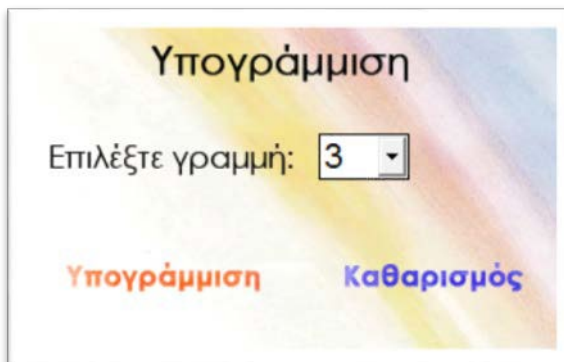 Υπογράμμιση
Επιλέξτε γραμμή: 3
Υπογράμμιση Καθαρισμός